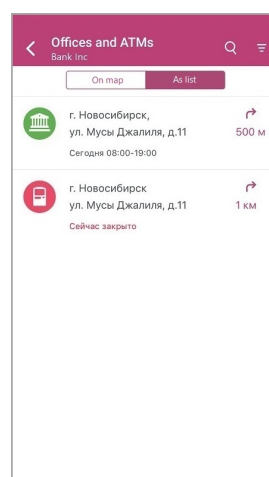 Offices and ATMs
Bank Inc
On map
As list
г. Новосибирск,
ул. Мусы Джалиля, д.11
500 м
Сегодня 08:00-19:00
г. Новосибирск
ул. Мусы Джалиля, д.11
1 км
Сейчас закрыто